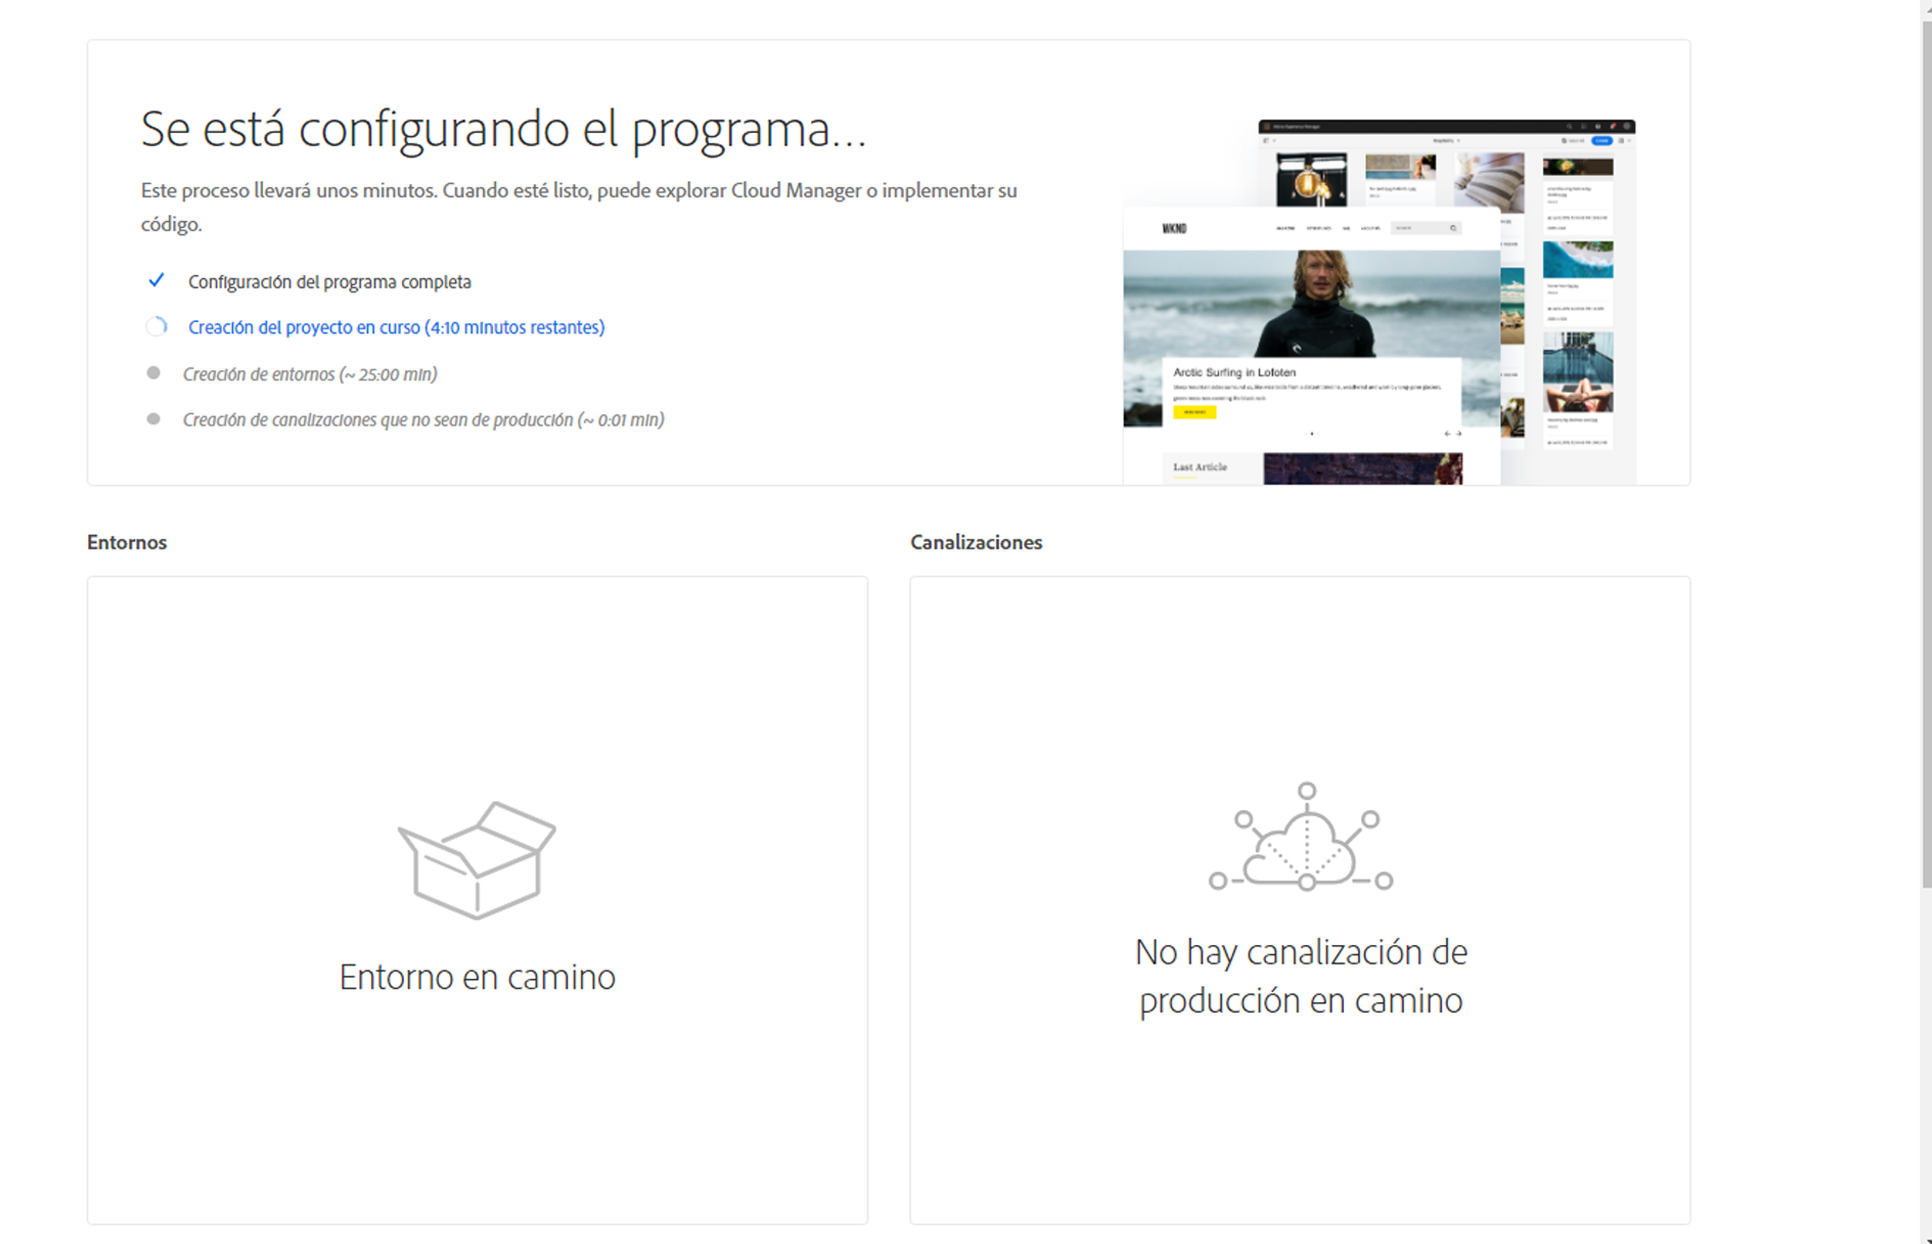 Se está configurando el programa...
Este proceso llevará unos minutos. Cuando esté listo, puede explorar Cloud Manager o implementar su
código.
Configuración del programa completa
Creación del proyecto en curso (4:10 minutos restantes)
Creación de entornos (~ 25:00 min)
Creación de canalizaciones que no sean de producción (~ 0:01 min)
WKND
Arctic Surfing in Lofoten
Last Article
Entornos
Canalizaciones
Entorno en camino
No hay canalización de
producción en camino